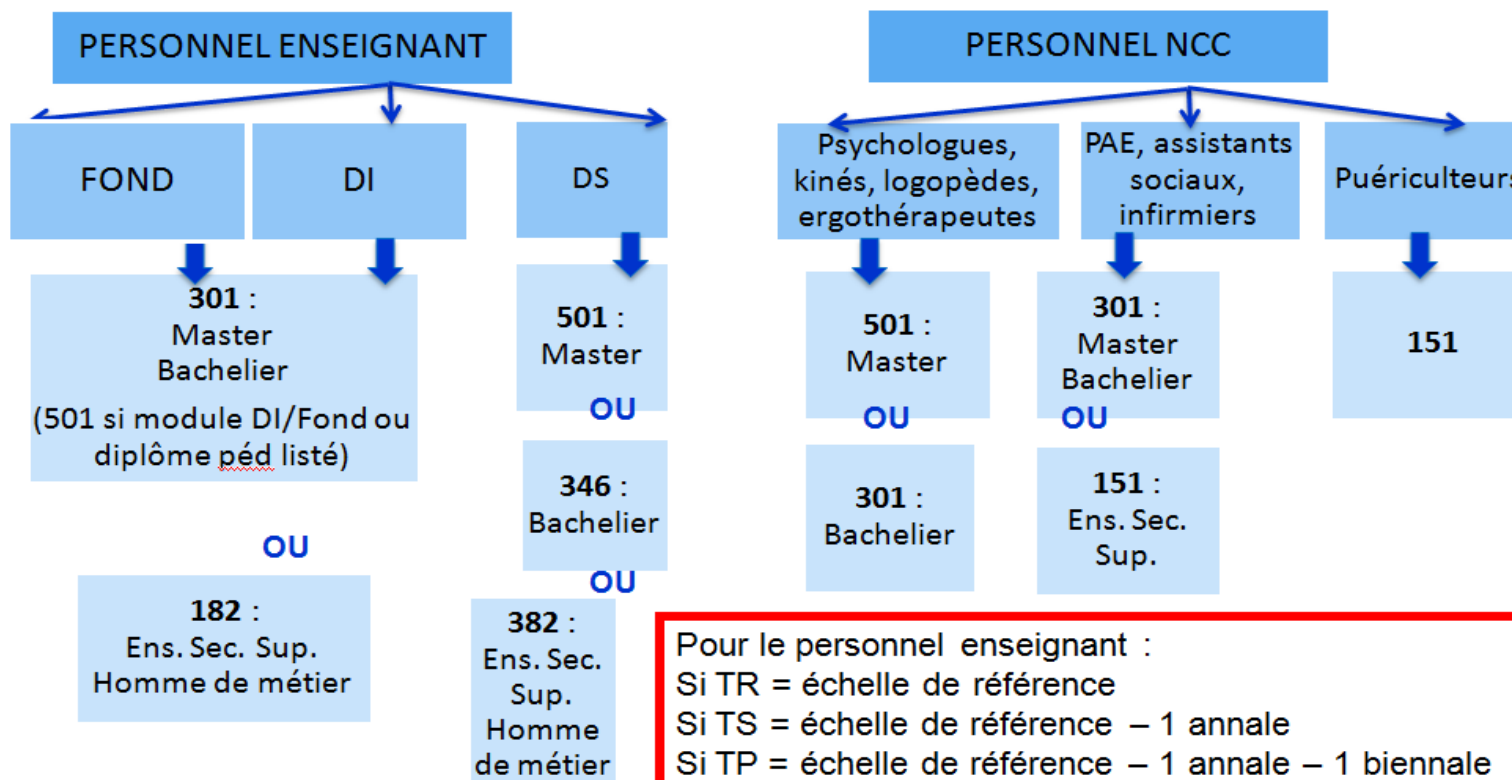 PERSONNEL ENSEIGNANT
PERSONNEL NCC
FOND
DI
DS
Psychologues,
kinés, logopèdes,
ergothérapeutes
PAE, assistants
sociaux,
infirmiers
Puériculteurs
301 :
Master
Bachelier
(501 si module DI/Fond ou
diplôme péd listé)
OU
182 :
Ens. Sec. Sup.
Homme de métier
501 :
Master
OU
346 :
Bachelier
OU
382 :
Ens. Sec.
Sup.
Homme
de métier
501 :
Master
OU
301 :
Bachelier
301 :
Master
Bachelier
OU
151 :
Ens. Sec.
Sup.
151
Pour le personnel enseignant :
Si TR = échelle de référence
Si TS = échelle de référence – 1 annale
Si TP = échelle de référence – 1 annale – 1 biennale